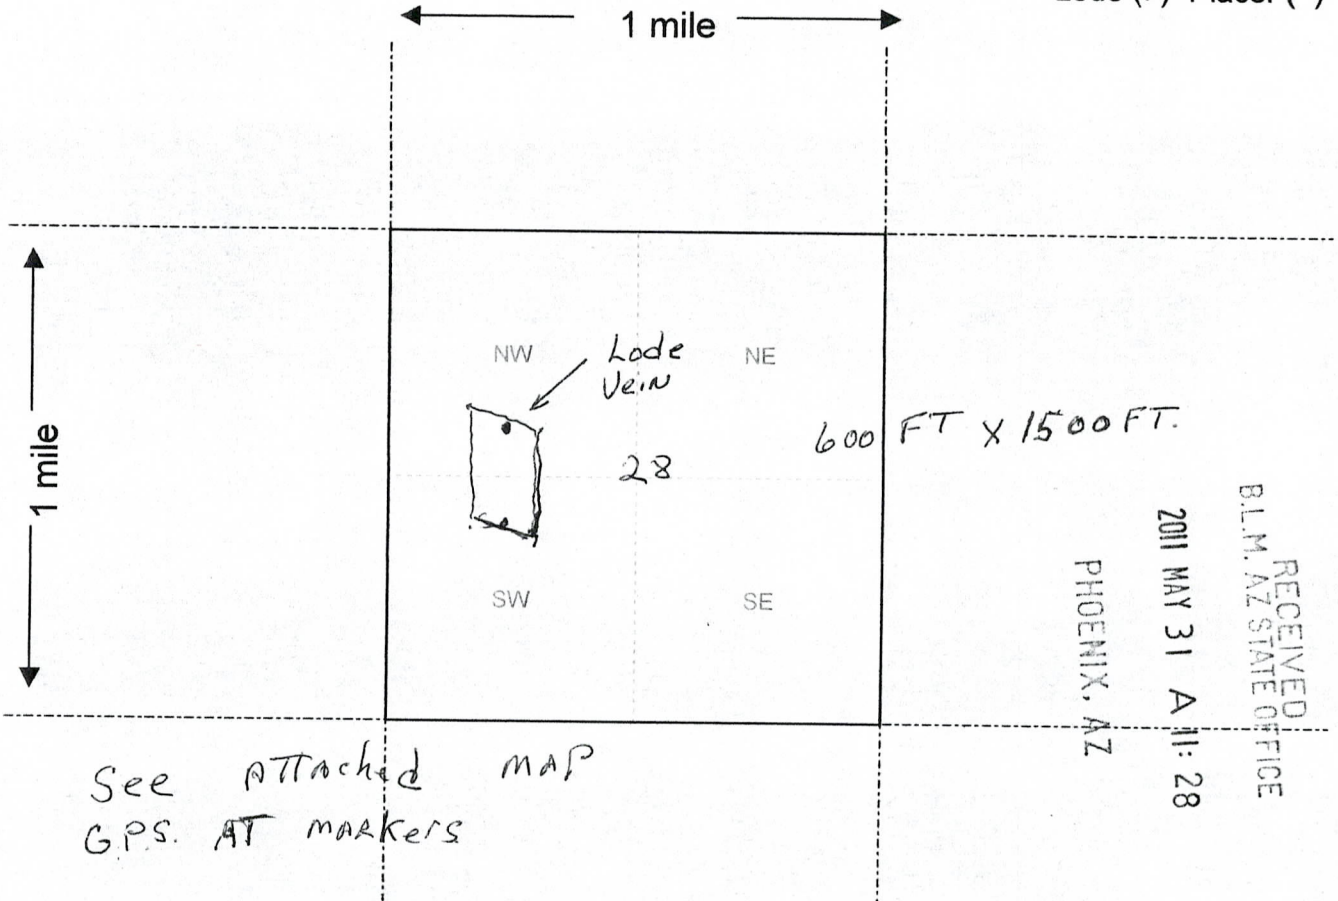 1 mile
1 mile
NW
Lode
Vein
NE
28
600 FT X 1500 FT.
SW
SE
See ATTAched MAP
G.P.S. AT MARKers
RECEIVED
B.L.M. AZ STATE OFFICE
2011 MAY 31 A 11: 28
PHOENIX, AZ